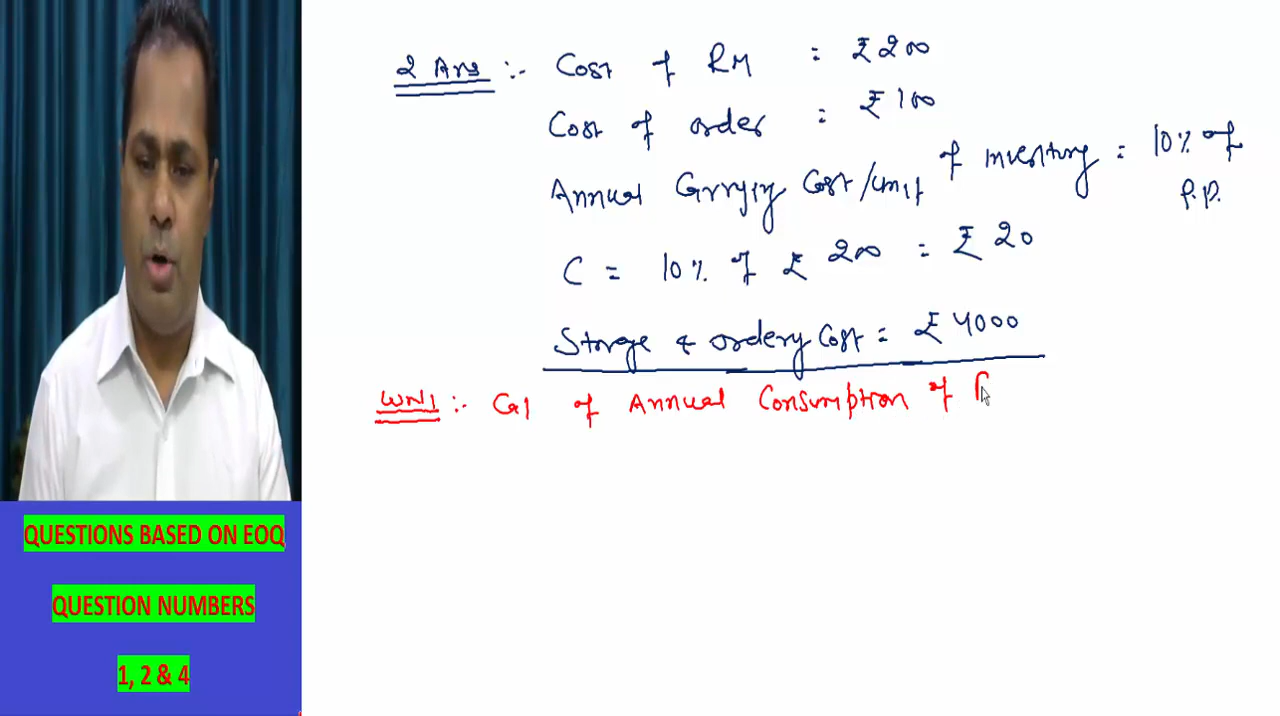 2 Ans :- Cost of RM = ₹200
Cost of order = ₹100
Annual Carrying Cost/unit of inventory = 10% of P.P.
C = 10% of ₹ 200 = ₹ 20
Storage & ordery Cost = ₹ 4000
WN1 :- Cal of Annual Consumption of
QUESTIONS BASED ON EOQ
QUESTION NUMBERS
1, 2 & 4